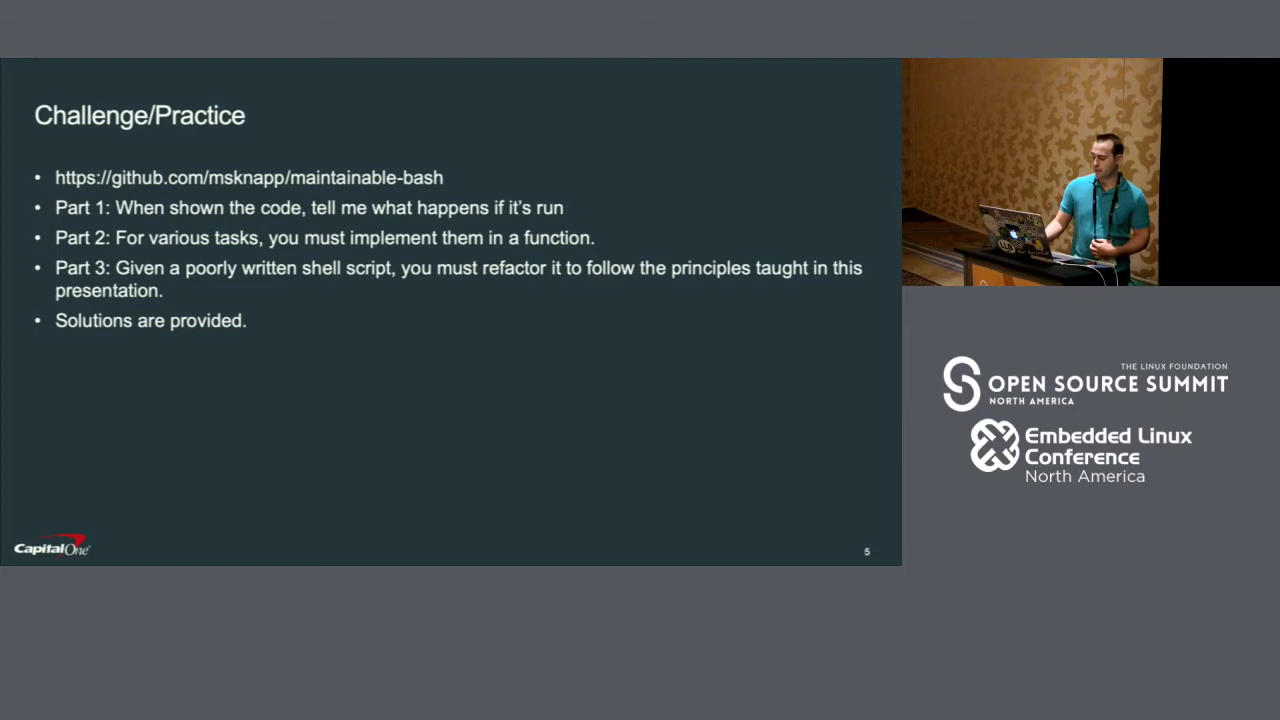 Challenge/Practice
• https://github.com/msknapp/maintainable-bash
• Part 1: When shown the code, tell me what happens if it's run
• Part 2: For various tasks, you must implement them in a function.
• Part 3: Given a poorly written shell script, you must refactor it to follow the principles taught in this
presentation.
• Solutions are provided.
CapitalOne
5
THE LINUX FOUNDATION
OPEN SOURCE SUMMIT
NORTH AMERICA
Embedded Linux
Conference
North America